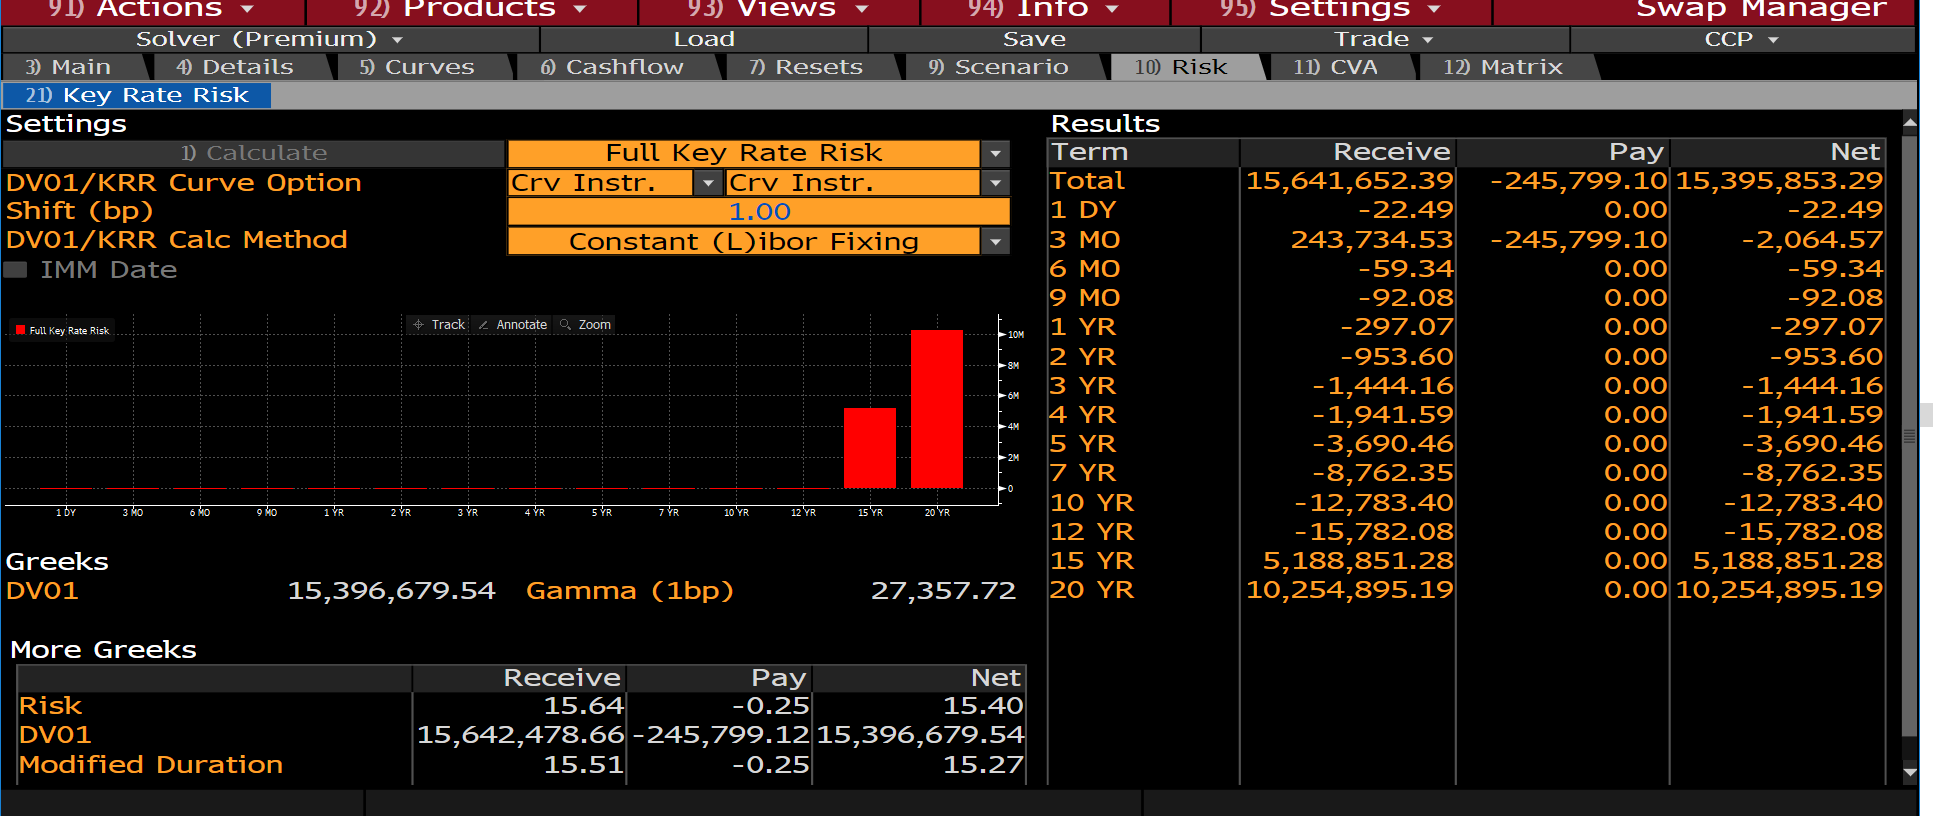 91) Actions 92) Products 93) Views 94) Info 95) Settings Swap Manager
Solver (Premium) Load Save Trade CCP
3) Main 4) Details 5) Curves 6) Cashflow 7) Resets 9) Scenario 10) Risk 11) CVA 12) Matrix
21) Key Rate Risk
Settings
1) Calculate Full Key Rate Risk
DV01/KRR Curve Option Crv Instr. Crv Instr.
Shift (bp) 1.00
DV01/KRR Calc Method Constant (L)ibor Fixing
IMM Date
Full Key Rate Risk
Track Annotate Zoom
10M
8M
6M
4M
2M
0
1 DY 3 MO 6 MO 9 MO 1 YR 2 YR 3 YR 4 YR 5 YR 7 YR 10 YR 12 YR 15 YR 20 YR
Greeks
DV01 15,396,679.54 Gamma (1bp) 27,357.72
More Greeks
Receive Pay Net
Risk 15.64 -0.25 15.40
DV01 15,642,478.66 -245,799.12 15,396,679.54
Modified Duration 15.51 -0.25 15.27
Results
Term Receive Pay Net
Total 15,641,652.39 -245,799.10 15,395,853.29
1 DY -22.49 0.00 -22.49
3 MO 243,734.53 -245,799.10 -2,064.57
6 MO -59.34 0.00 -59.34
9 MO -92.08 0.00 -92.08
1 YR -297.07 0.00 -297.07
2 YR -953.60 0.00 -953.60
3 YR -1,444.16 0.00 -1,444.16
4 YR -1,941.59 0.00 -1,941.59
5 YR -3,690.46 0.00 -3,690.46
7 YR -8,762.35 0.00 -8,762.35
10 YR -12,783.40 0.00 -12,783.40
12 YR -15,782.08 0.00 -15,782.08
15 YR 5,188,851.28 0.00 5,188,851.28
20 YR 10,254,895.19 0.00 10,254,895.19